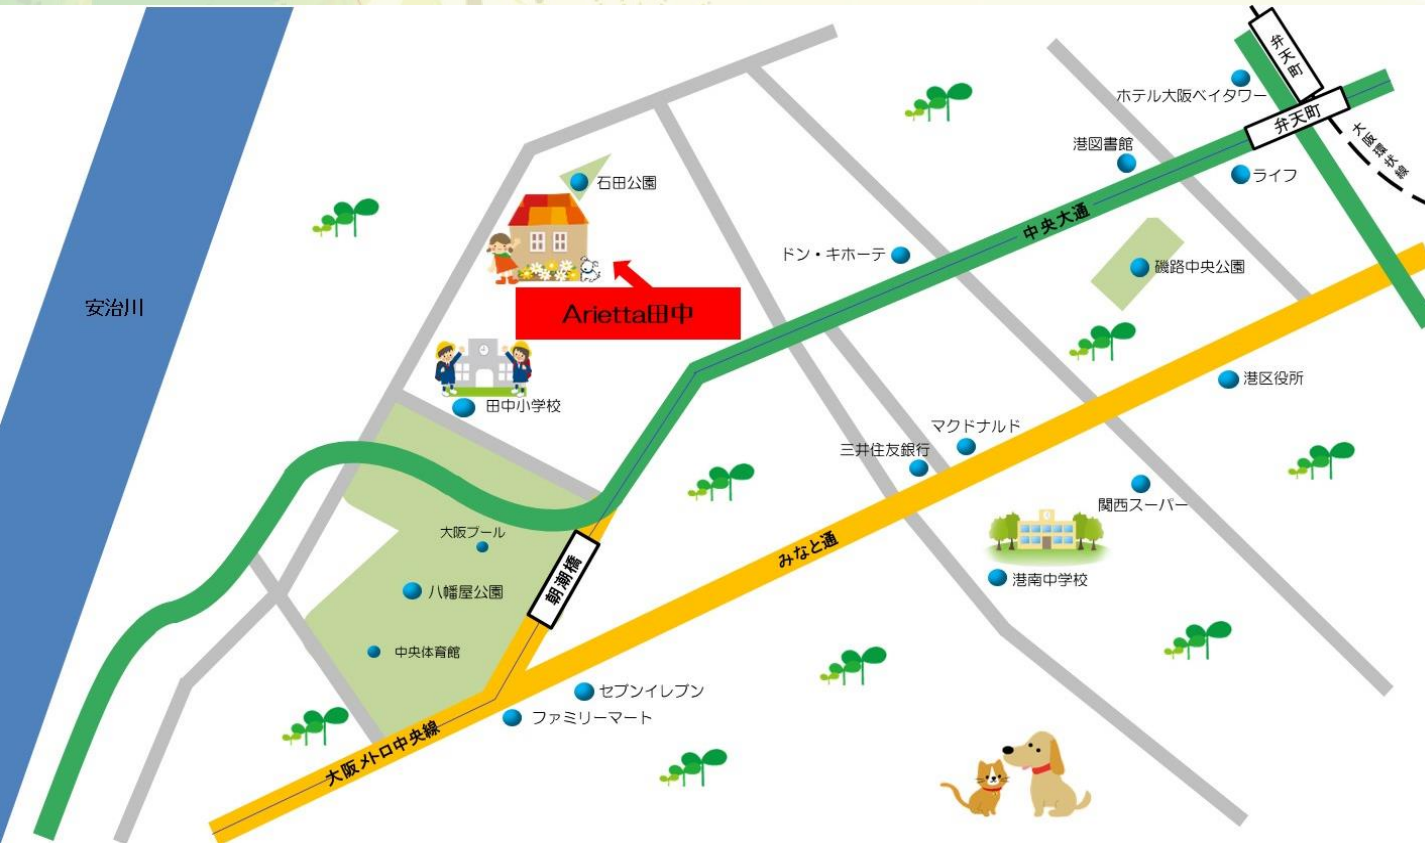 弁天町
ホテル大阪ベイタワー
弁天町
大阪環状線
港図書館
ライフ
石田公園
中央大通
ドン・キホーテ
磯路中央公園
安治川
Arietta田中
港区役所
田中小学校
マクドナルド
三井住友銀行
関西スーパー
大阪プール
みなと通
朝潮橋
港南中学校
八幡屋公園
中央体育館
セブンイレブン
ファミリーマート
大阪メトロ中央線